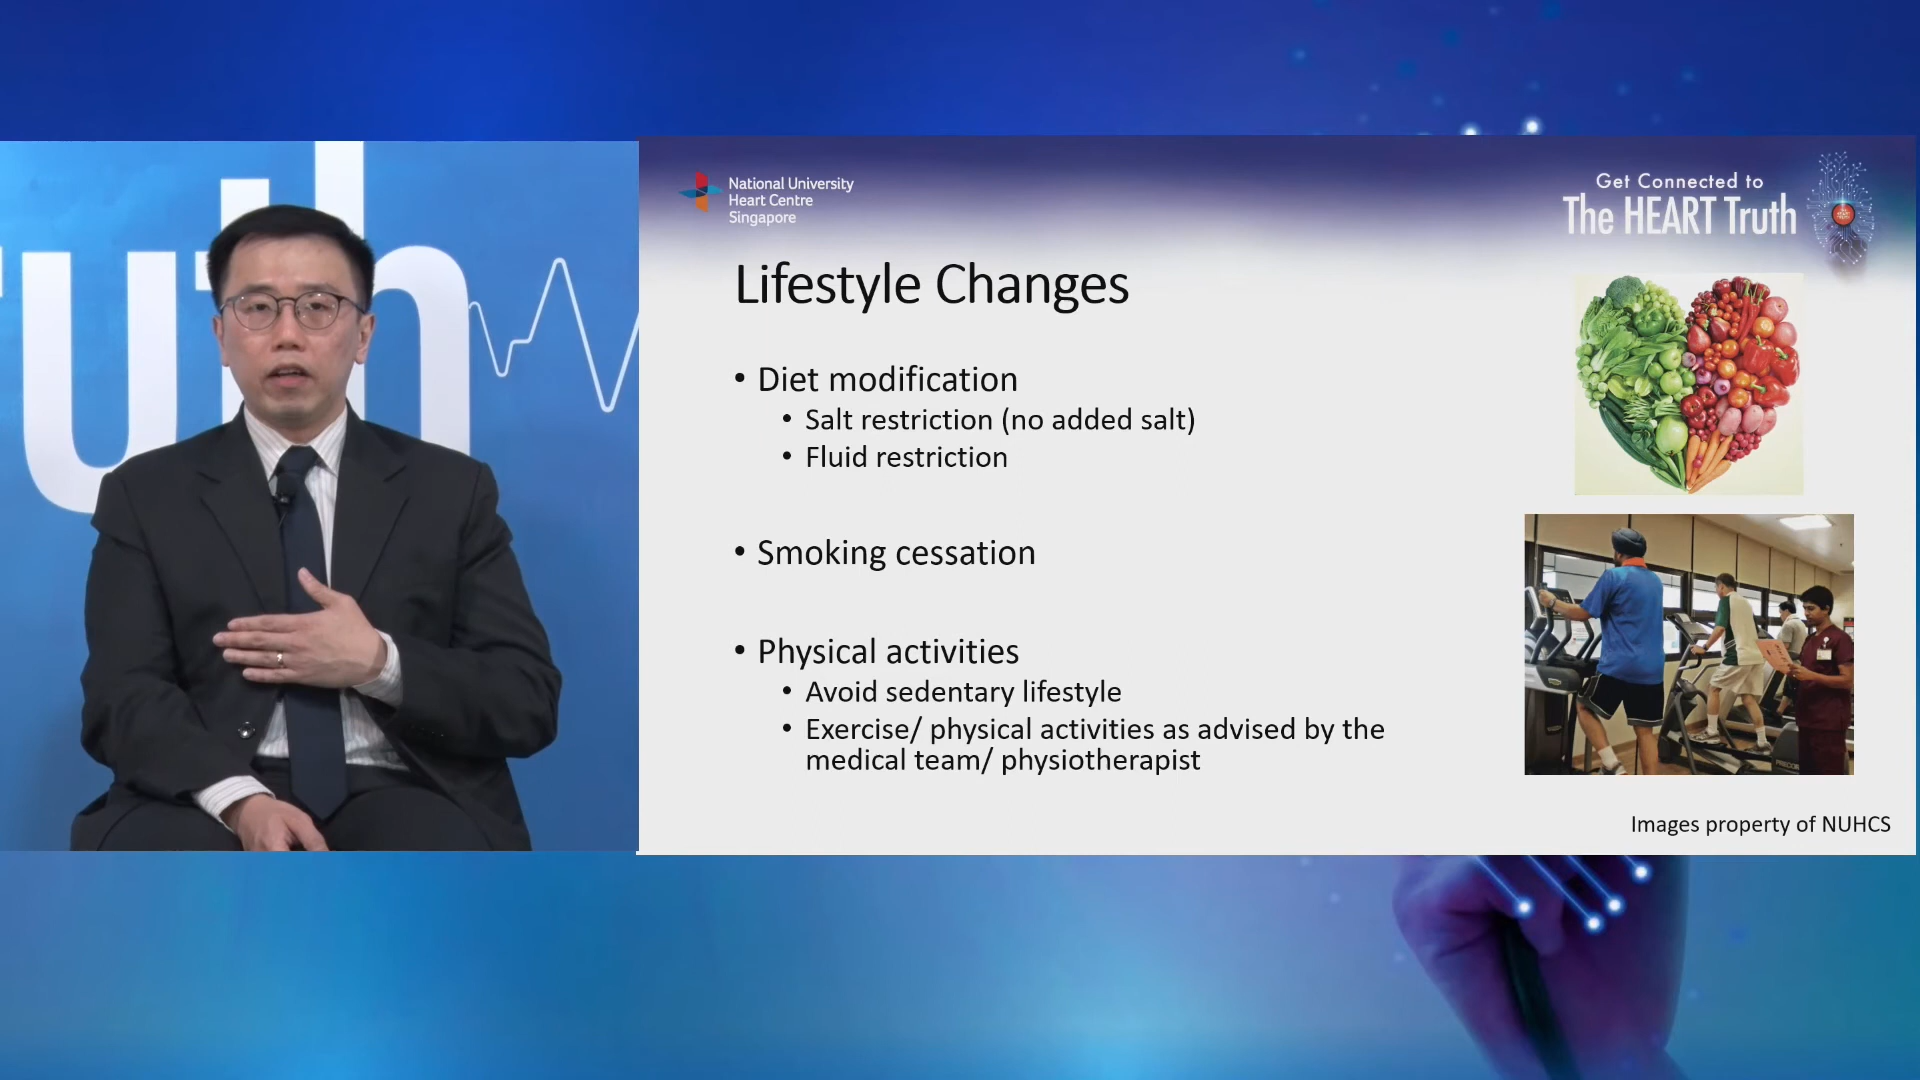 uth
National University
Heart Centre
Singapore
Get Connected to
The HEART Truth
Lifestyle Changes
• Diet modification
• Salt restriction (no added salt)
• Fluid restriction
• Smoking cessation
• Physical activities
• Avoid sedentary lifestyle
• Exercise/ physical activities as advised by the
medical team/ physiotherapist
PRECOR
Images property of NUHCS